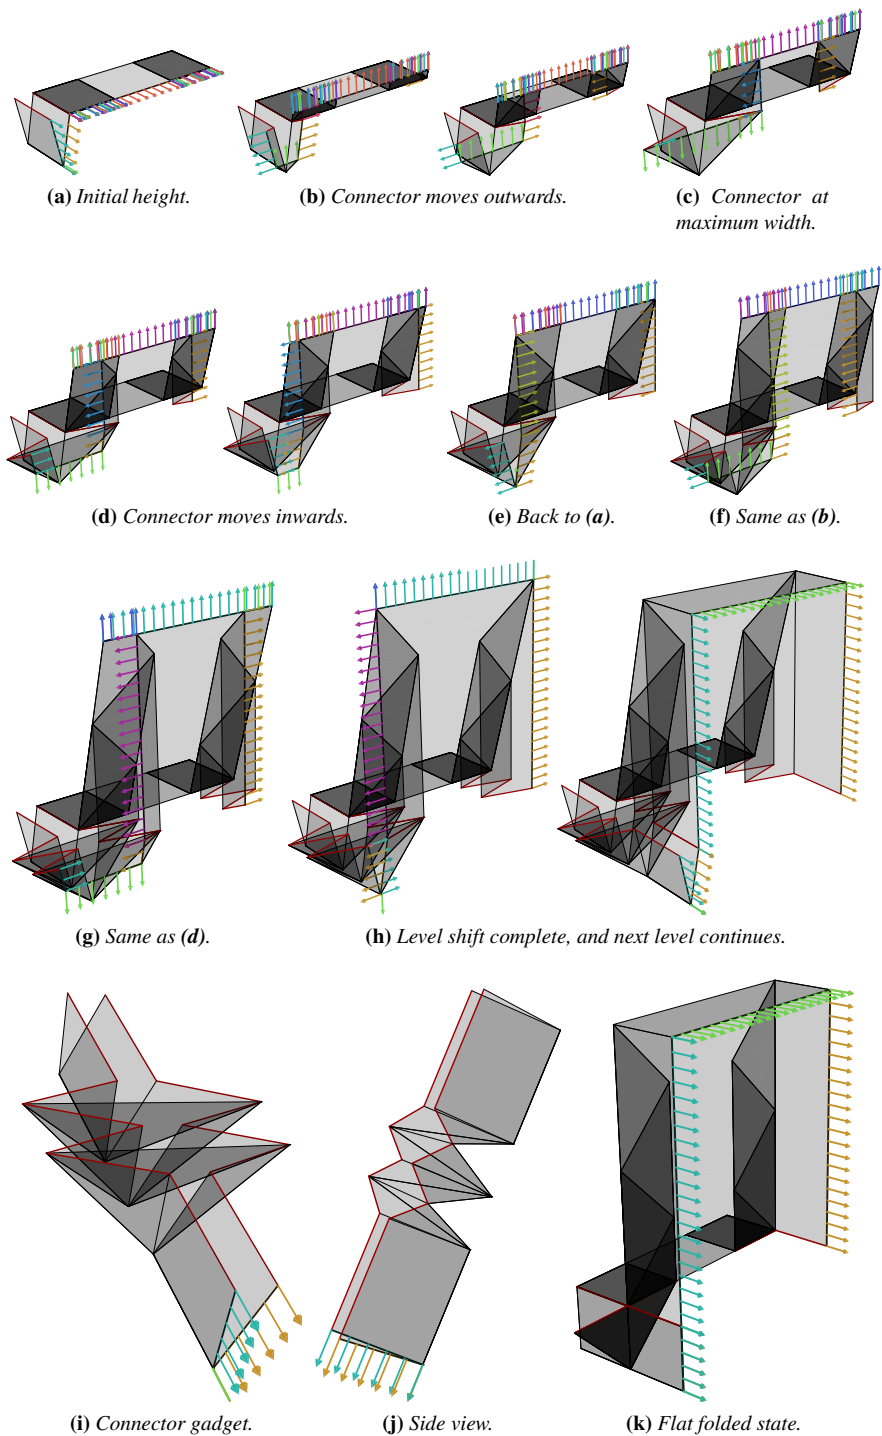 (a) Initial height.
(b) Connector moves outwards.
(c) Connector at
maximum width.
(d) Connector moves inwards.
(e) Back to (a).
(f) Same as (b).
(g) Same as (d).
(h) Level shift complete, and next level continues.
(i) Connector gadget.
(j) Side view.
(k) Flat folded state.